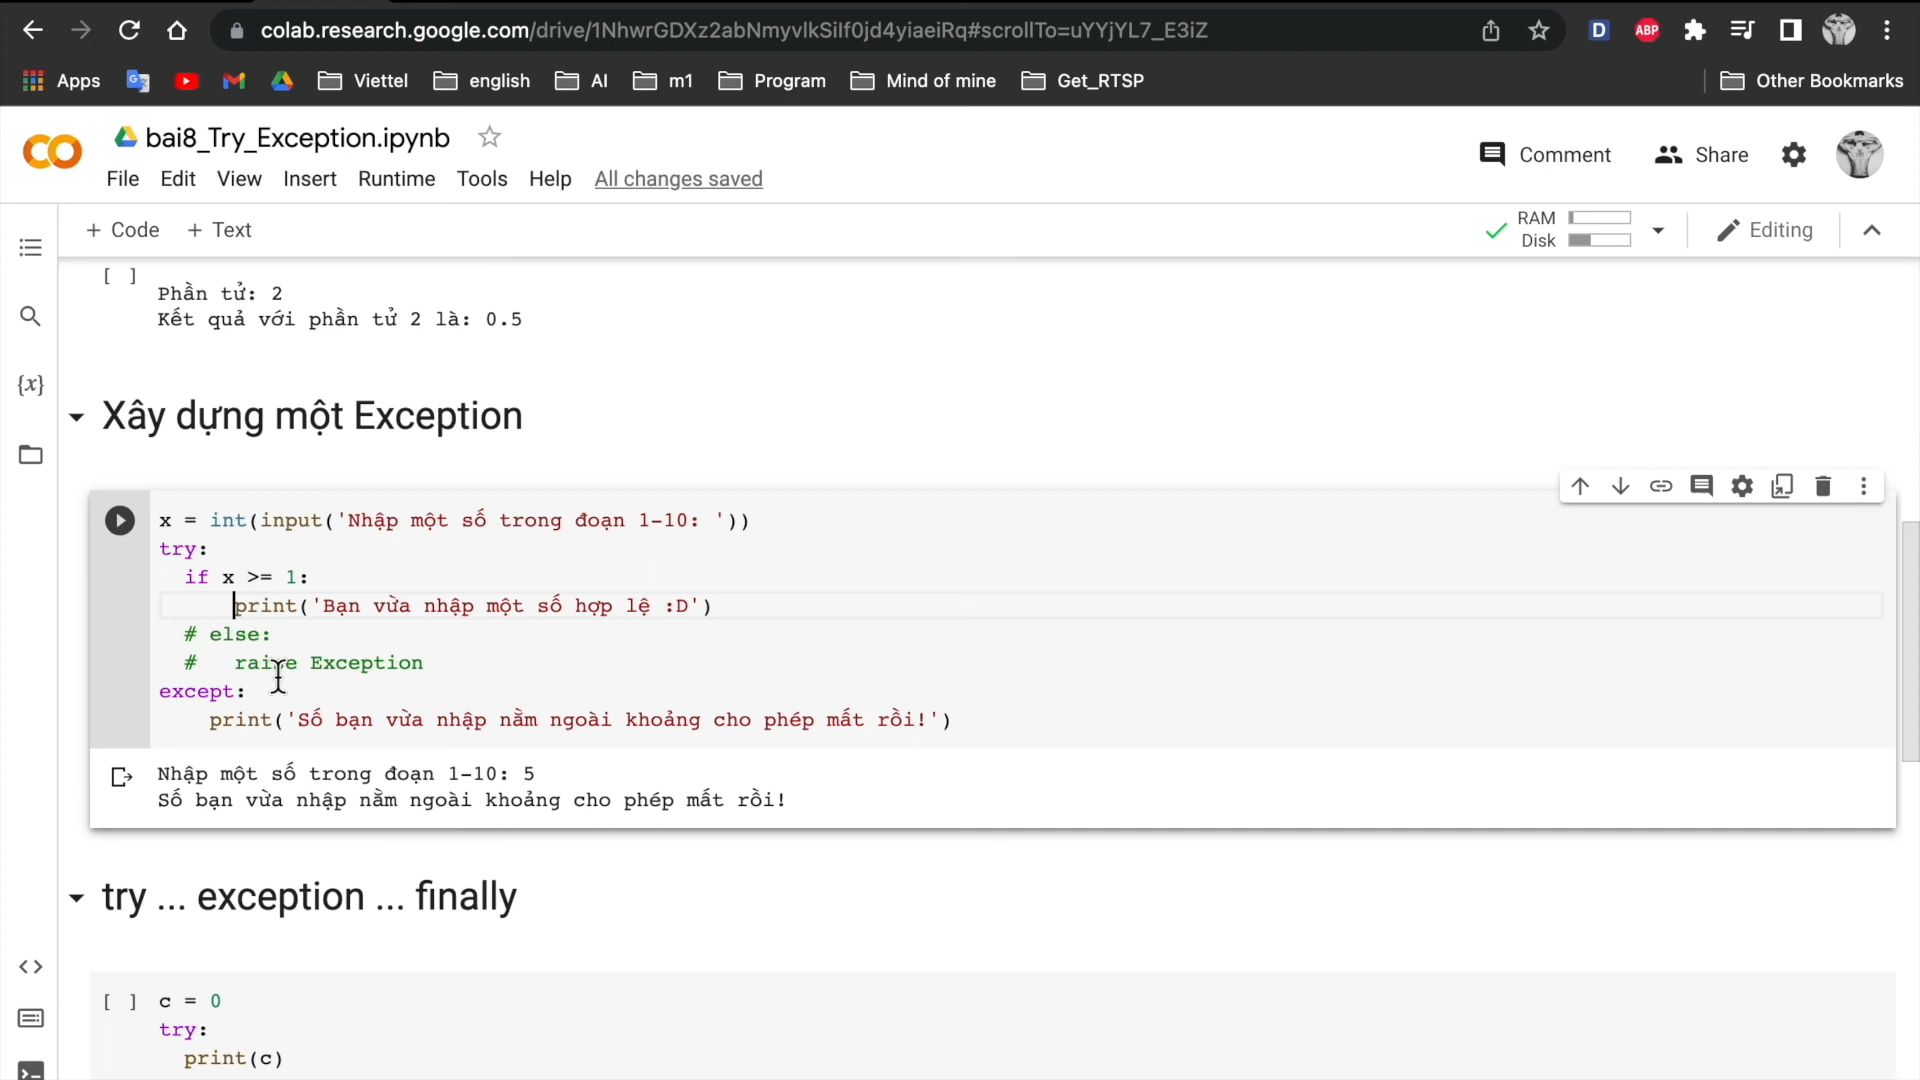 colab.research.google.com/drive/1NhwrGDXz2abNmyvlkSiIf0jd4yiaeiRq#scrollTo=uYYjYL7_E3iZ
D
ABP
Apps
Viettel
english
AI
m1
Program
Mind of mine
Get_RTSP
Other Bookmarks
bai8_Try_Exception.ipynb
Comment
Share
File Edit View Insert Runtime Tools Help All changes saved
+ Code + Text
RAM
Disk
Editing
[ ]
Phần tử: 2
Kết quả với phần tử 2 là: 0.5
{x}
Xây dựng một Exception
x = int(input('Nhập một số trong đoạn 1-10: '))
try:
if x >= 1:
print('Bạn vừa nhập một số hợp lệ :D')
# else:
# raise Exception
except:
print('Số bạn vừa nhập nằm ngoài khoảng cho phép mất rồi!')
Nhập một số trong đoạn 1-10: 5
Số bạn vừa nhập nằm ngoài khoảng cho phép mất rồi!
try ... exception ... finally
[ ] c = 0
try:
print(c)